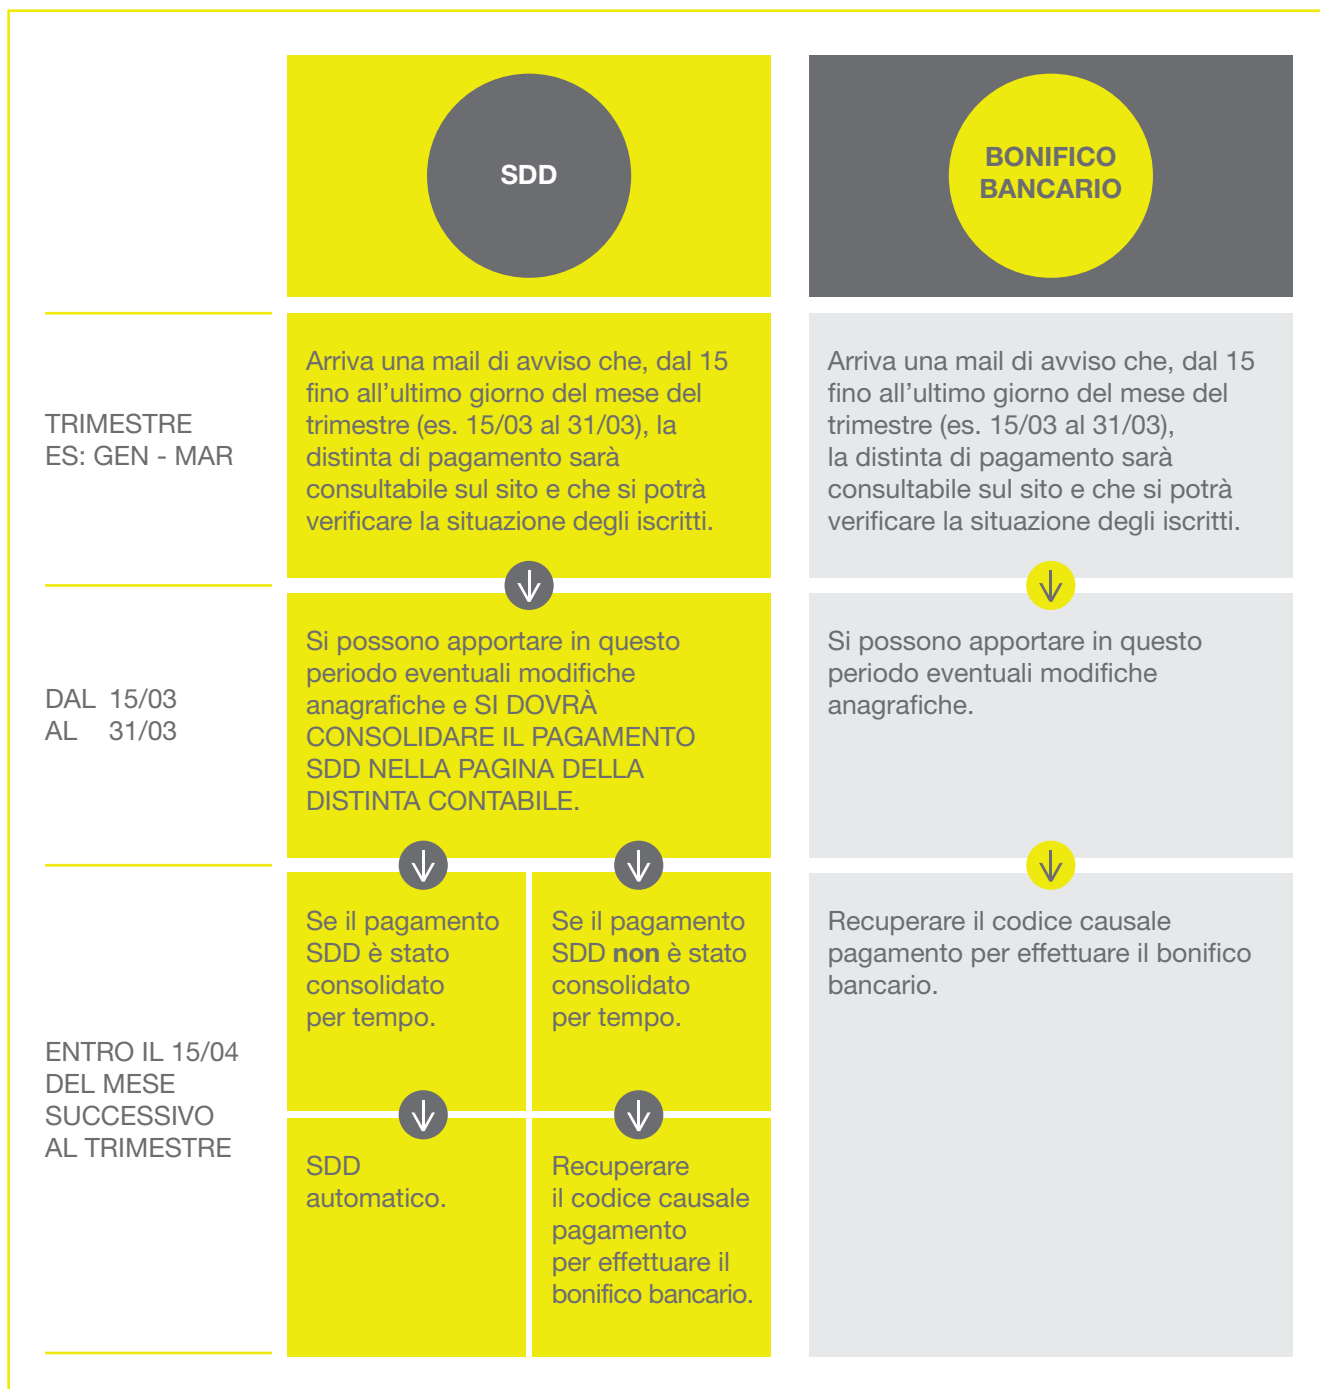 SDD
BONIFICO
BANCARIO
TRIMESTRE
ES: GEN - MAR
Arriva una mail di avviso che, dal 15
fino all’ultimo giorno del mese del
trimestre (es. 15/03 al 31/03), la
distinta di pagamento sarà
consultabile sul sito e che si potrà
verificare la situazione degli iscritti.
Arriva una mail di avviso che, dal 15
fino all’ultimo giorno del mese del
trimestre (es. 15/03 al 31/03),
la distinta di pagamento sarà
consultabile sul sito e che si potrà
verificare la situazione degli iscritti.
DAL 15/03
AL 31/03
Si possono apportare in questo
periodo eventuali modifiche
anagrafiche e SI DOVRÀ
CONSOLIDARE IL PAGAMENTO
SDD NELLA PAGINA DELLA
DISTINTA CONTABILE.
Si possono apportare in questo
periodo eventuali modifiche
anagrafiche.
ENTRO IL 15/04
DEL MESE
SUCCESSIVO
AL TRIMESTRE
Se il pagamento
SDD è stato
consolidato
per tempo.
Se il pagamento
SDD non è stato
consolidato
per tempo.
Recuperare il codice causale
pagamento per effettuare il bonifico
bancario.
SDD
automatico.
Recuperare
il codice causale
pagamento
per effettuare il
bonifico bancario.